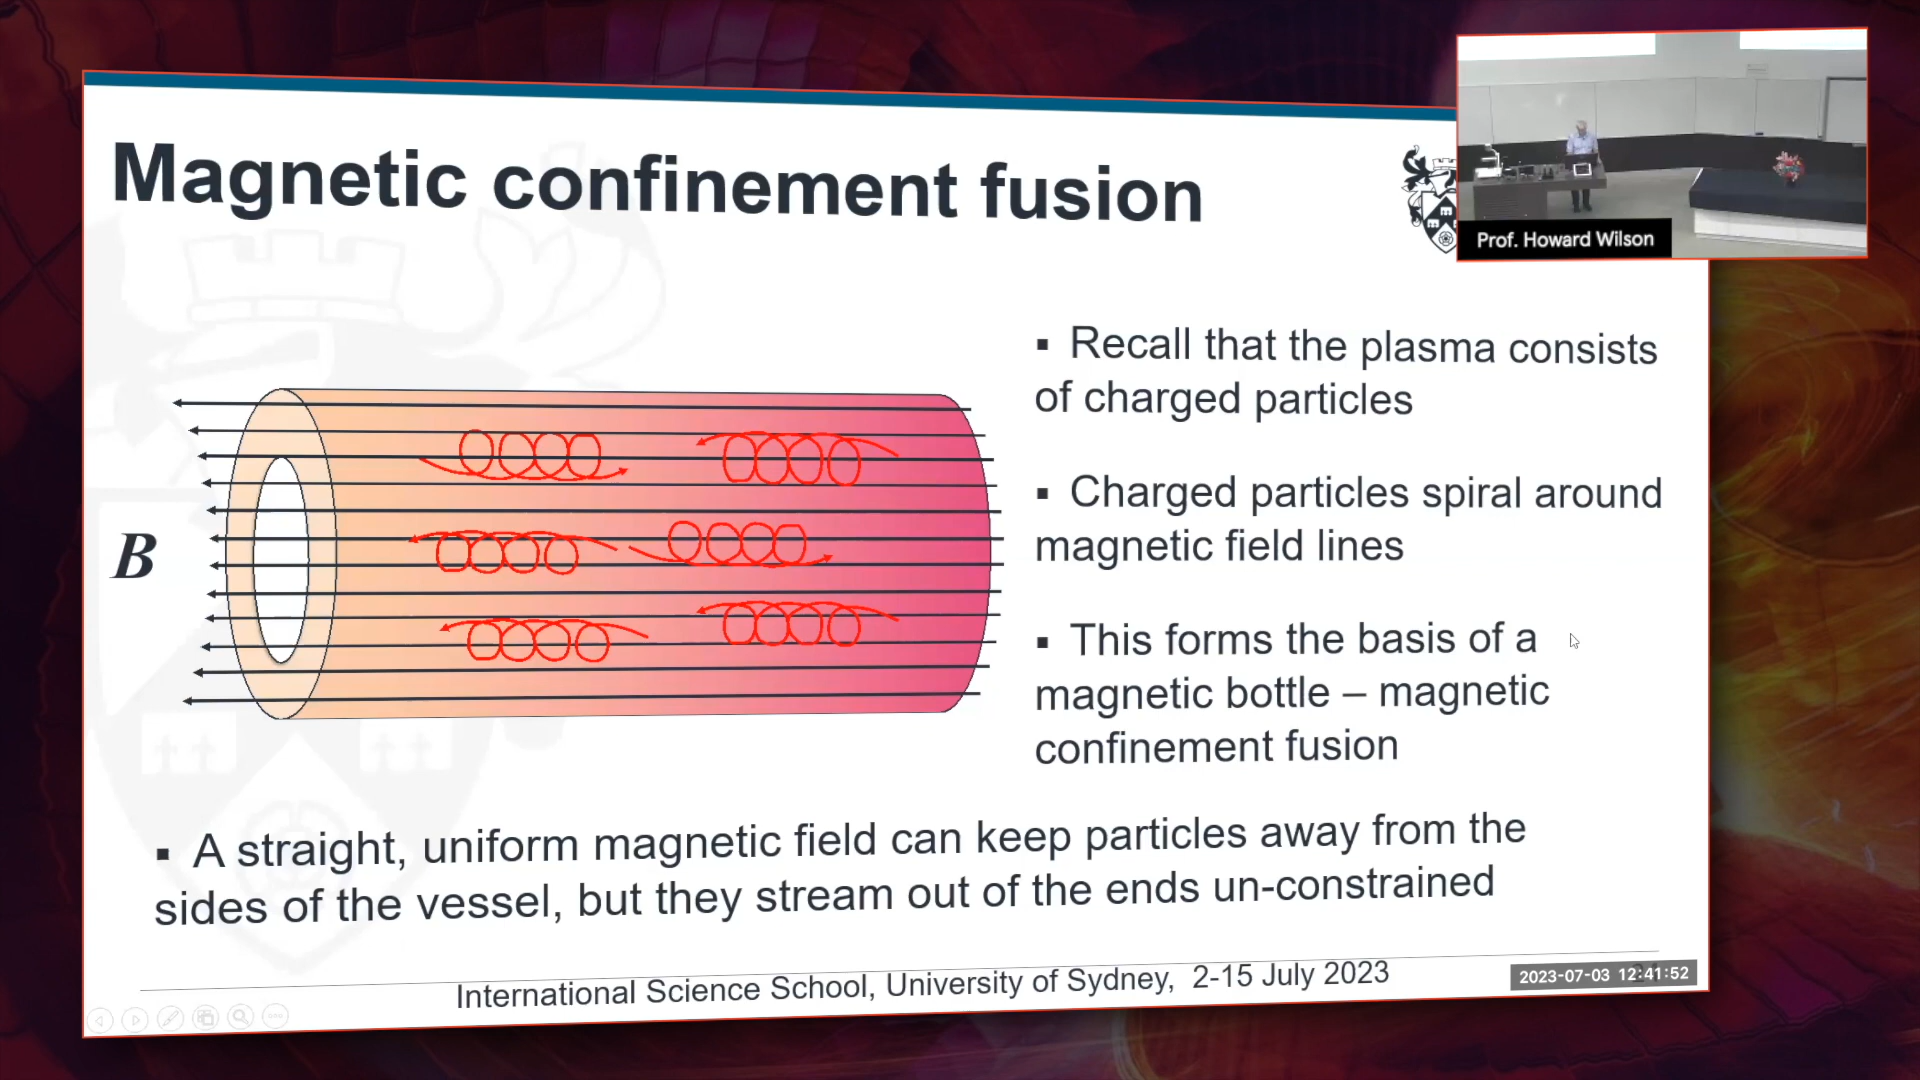 Magnetic confinement fusion
Prof. Howard Wilson
B
▪ Recall that the plasma consists
of charged particles
▪ Charged particles spiral around
magnetic field lines
▪ This forms the basis of a
magnetic bottle – magnetic
confinement fusion
▪ A straight, uniform magnetic field can keep particles away from the
sides of the vessel, but they stream out of the ends un-constrained
International Science School, University of Sydney, 2-15 July 2023
2023-07-03 12:41:52